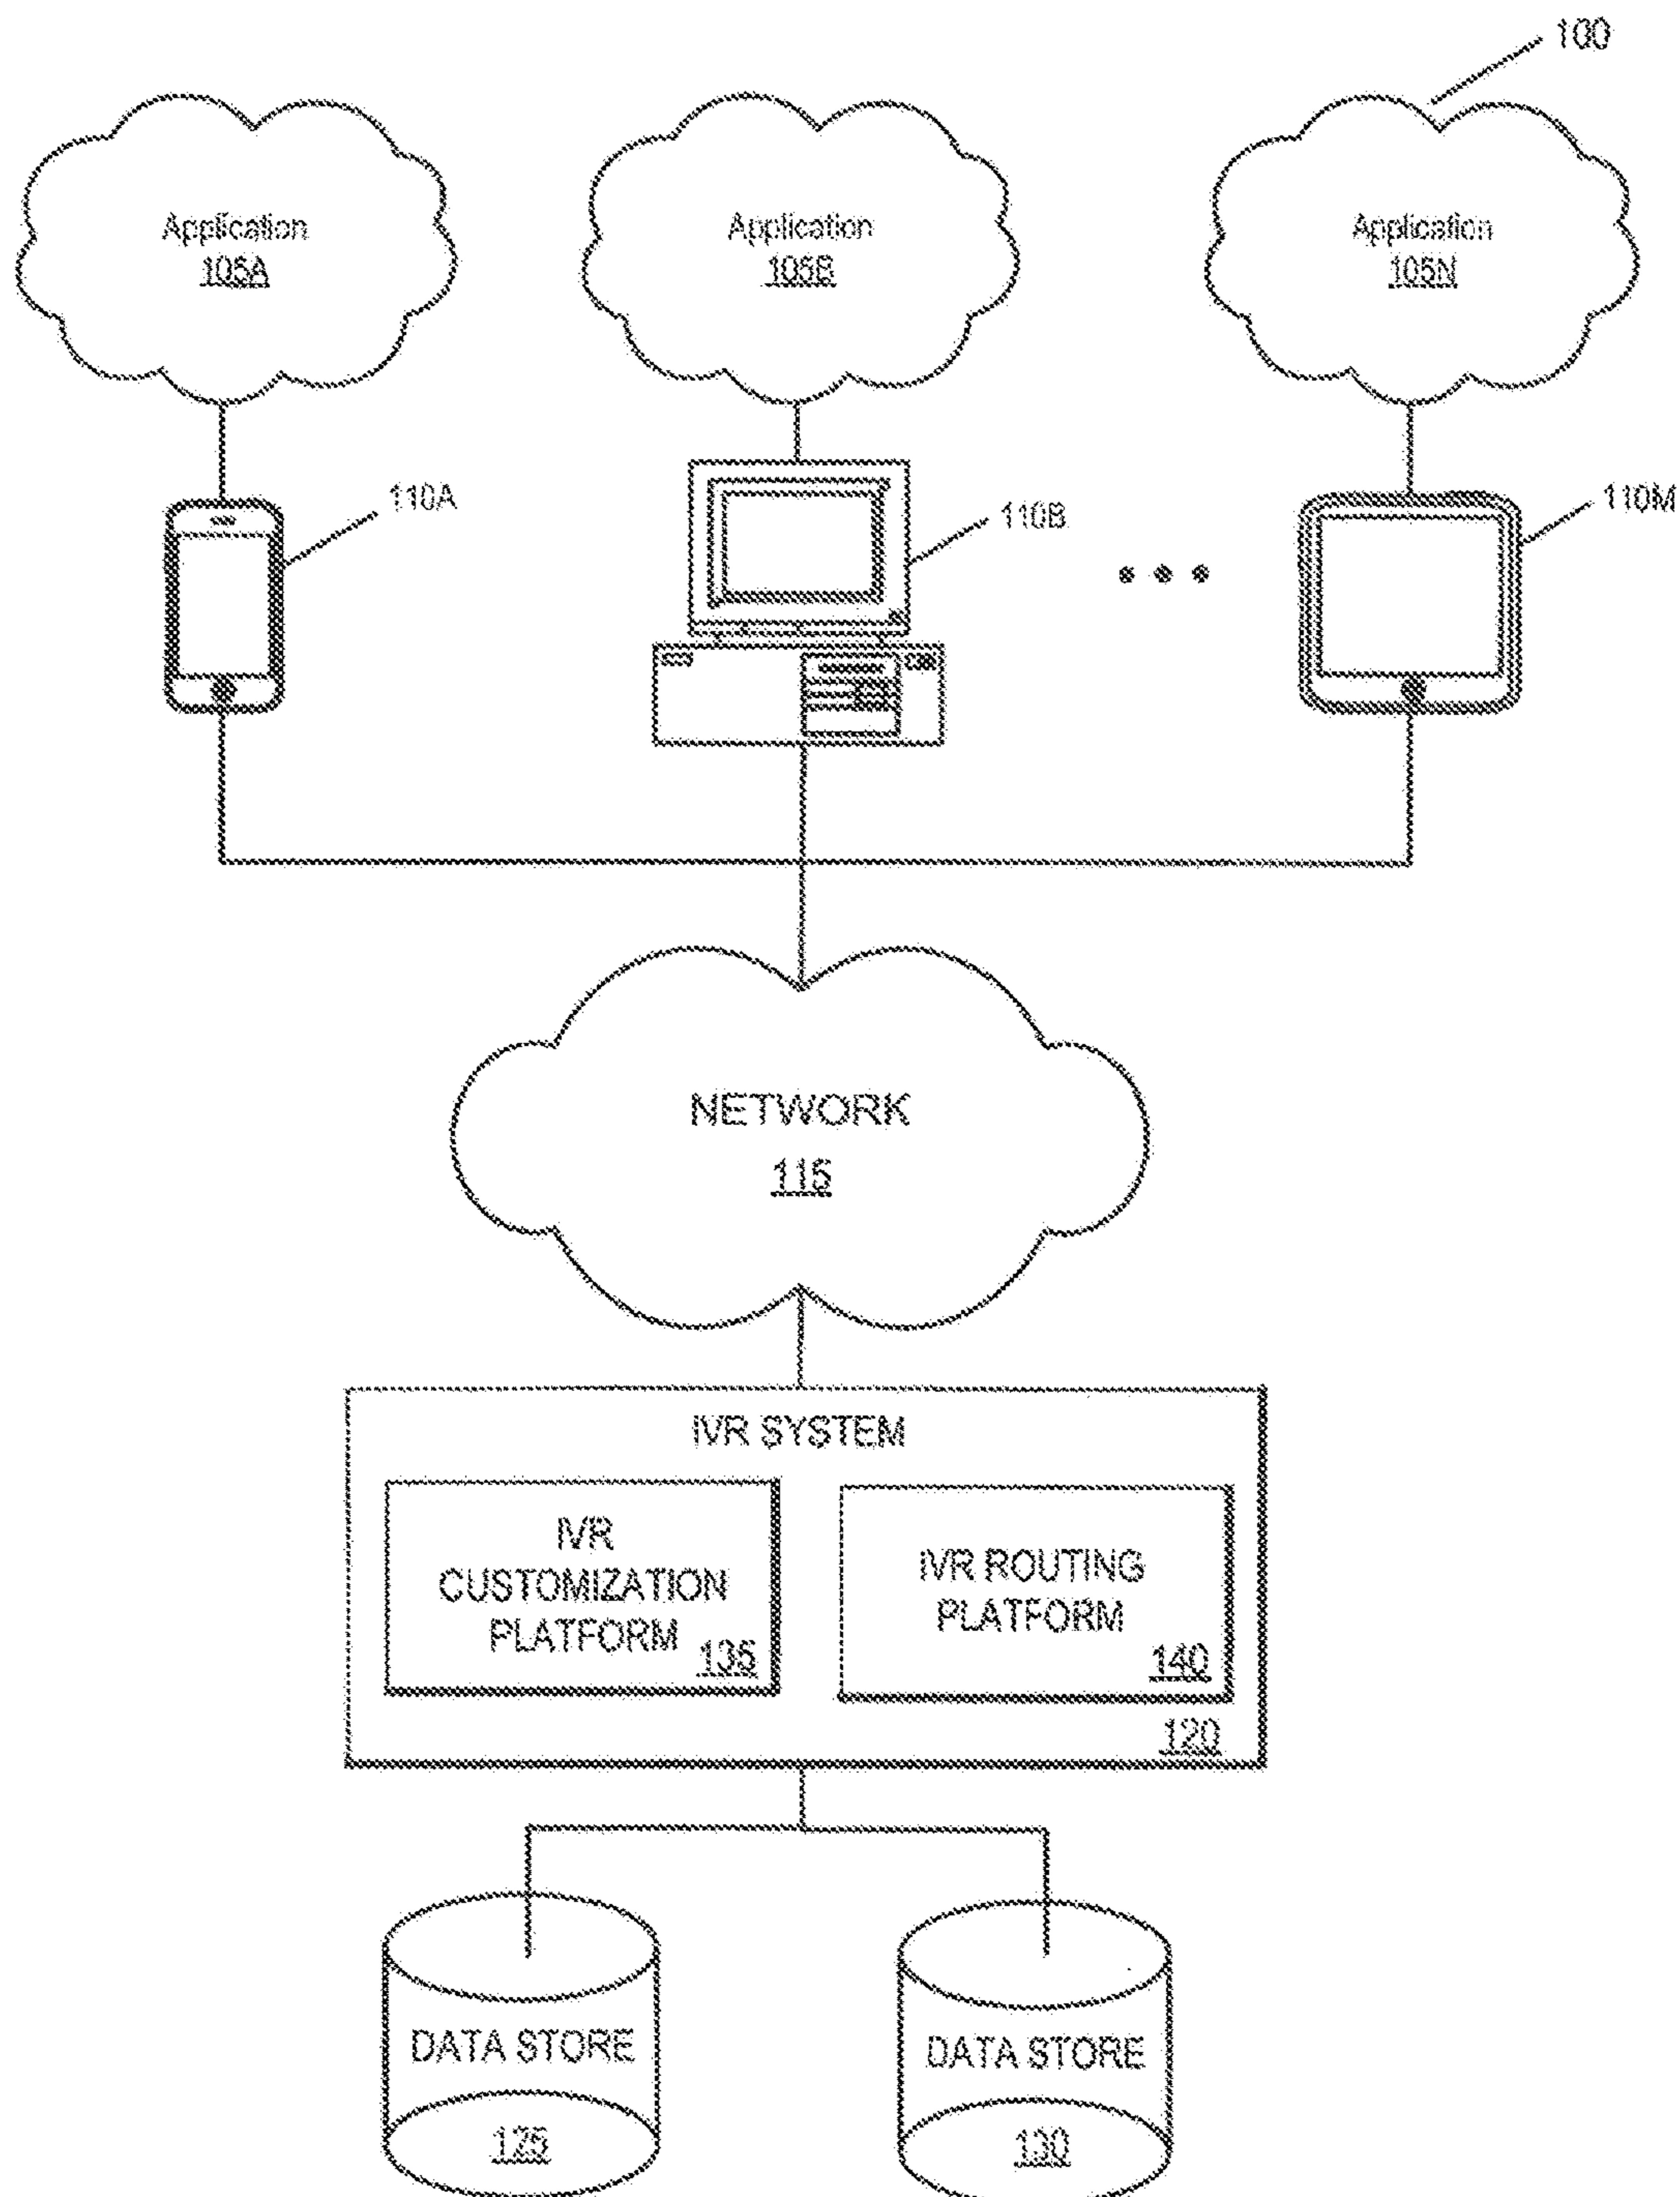 100
Application
105A
Application
105B
Application
105N
110A
110B
110M
NETWORK
115
IVR SYSTEM
IVR
CUSTOMIZATION
PLATFORM
135
IVR ROUTING
PLATFORM
140
120
DATA STORE
125
DATA STORE
130